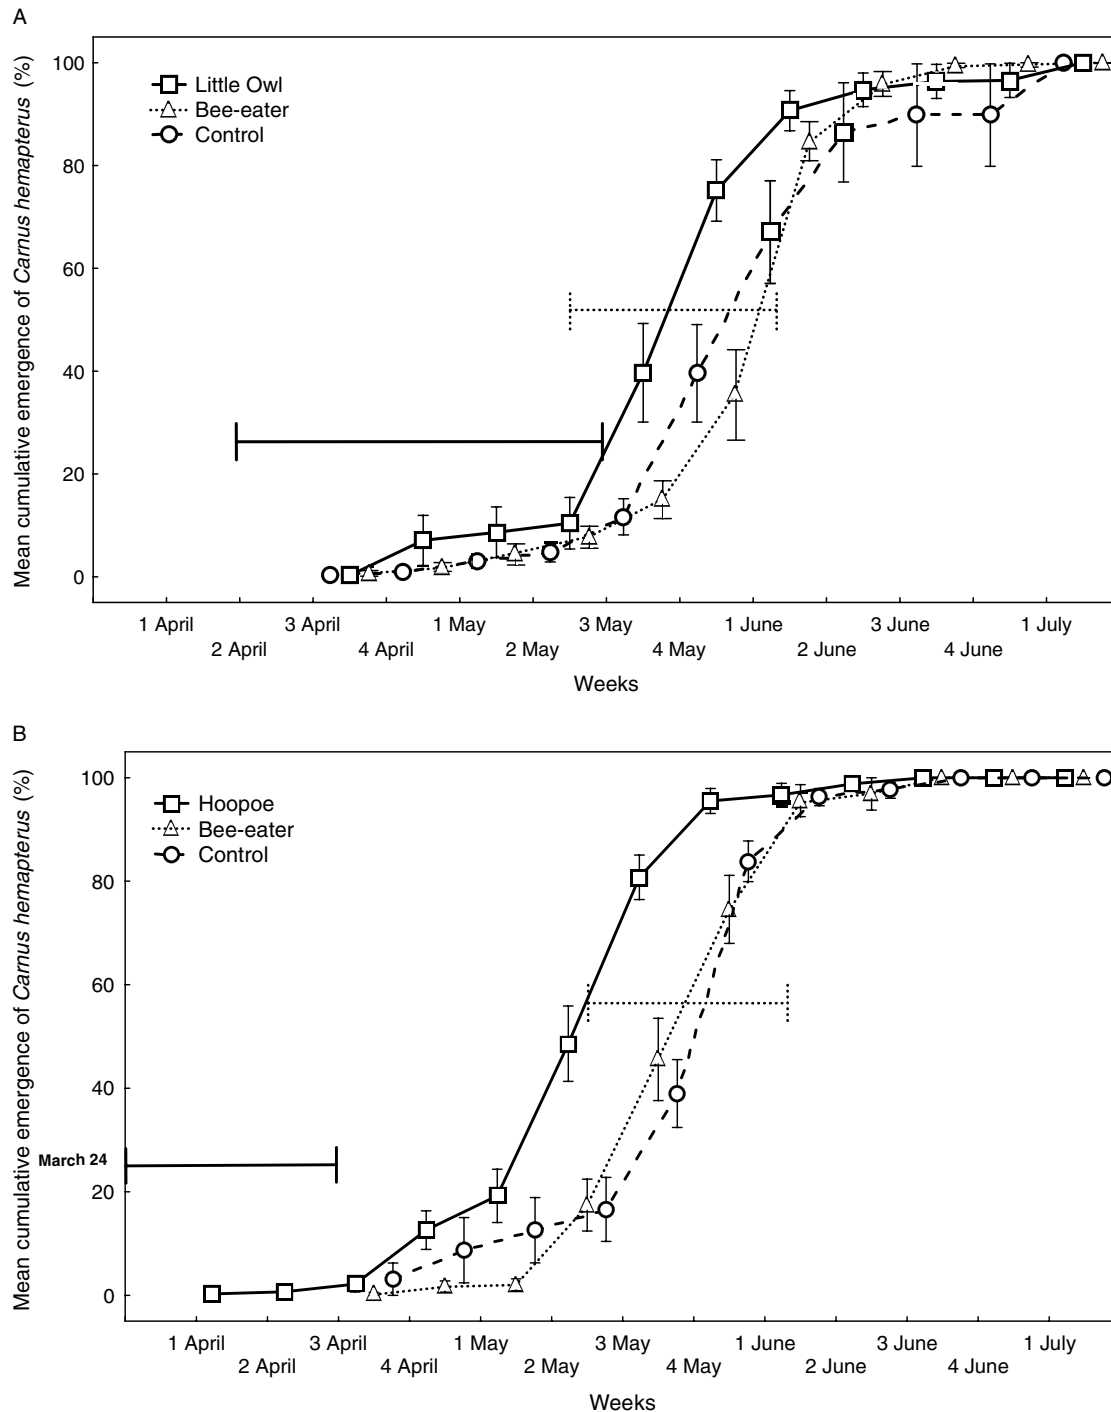 A
Mean cumulative emergence of Carnus hemapterus (%)
100
80
60
40
20
0
Little Owl
Bee-eater
Control
1 April
2 April
3 April
4 April
1 May
2 May
3 May
4 May
1 June
2 June
3 June
4 June
1 July
Weeks
B
Mean cumulative emergence of Carnus hemapterus (%)
100
80
60
40
20
0
March 24
Hoopoe
Bee-eater
Control
1 April
2 April
3 April
4 April
1 May
2 May
3 May
4 May
1 June
2 June
3 June
4 June
1 July
Weeks